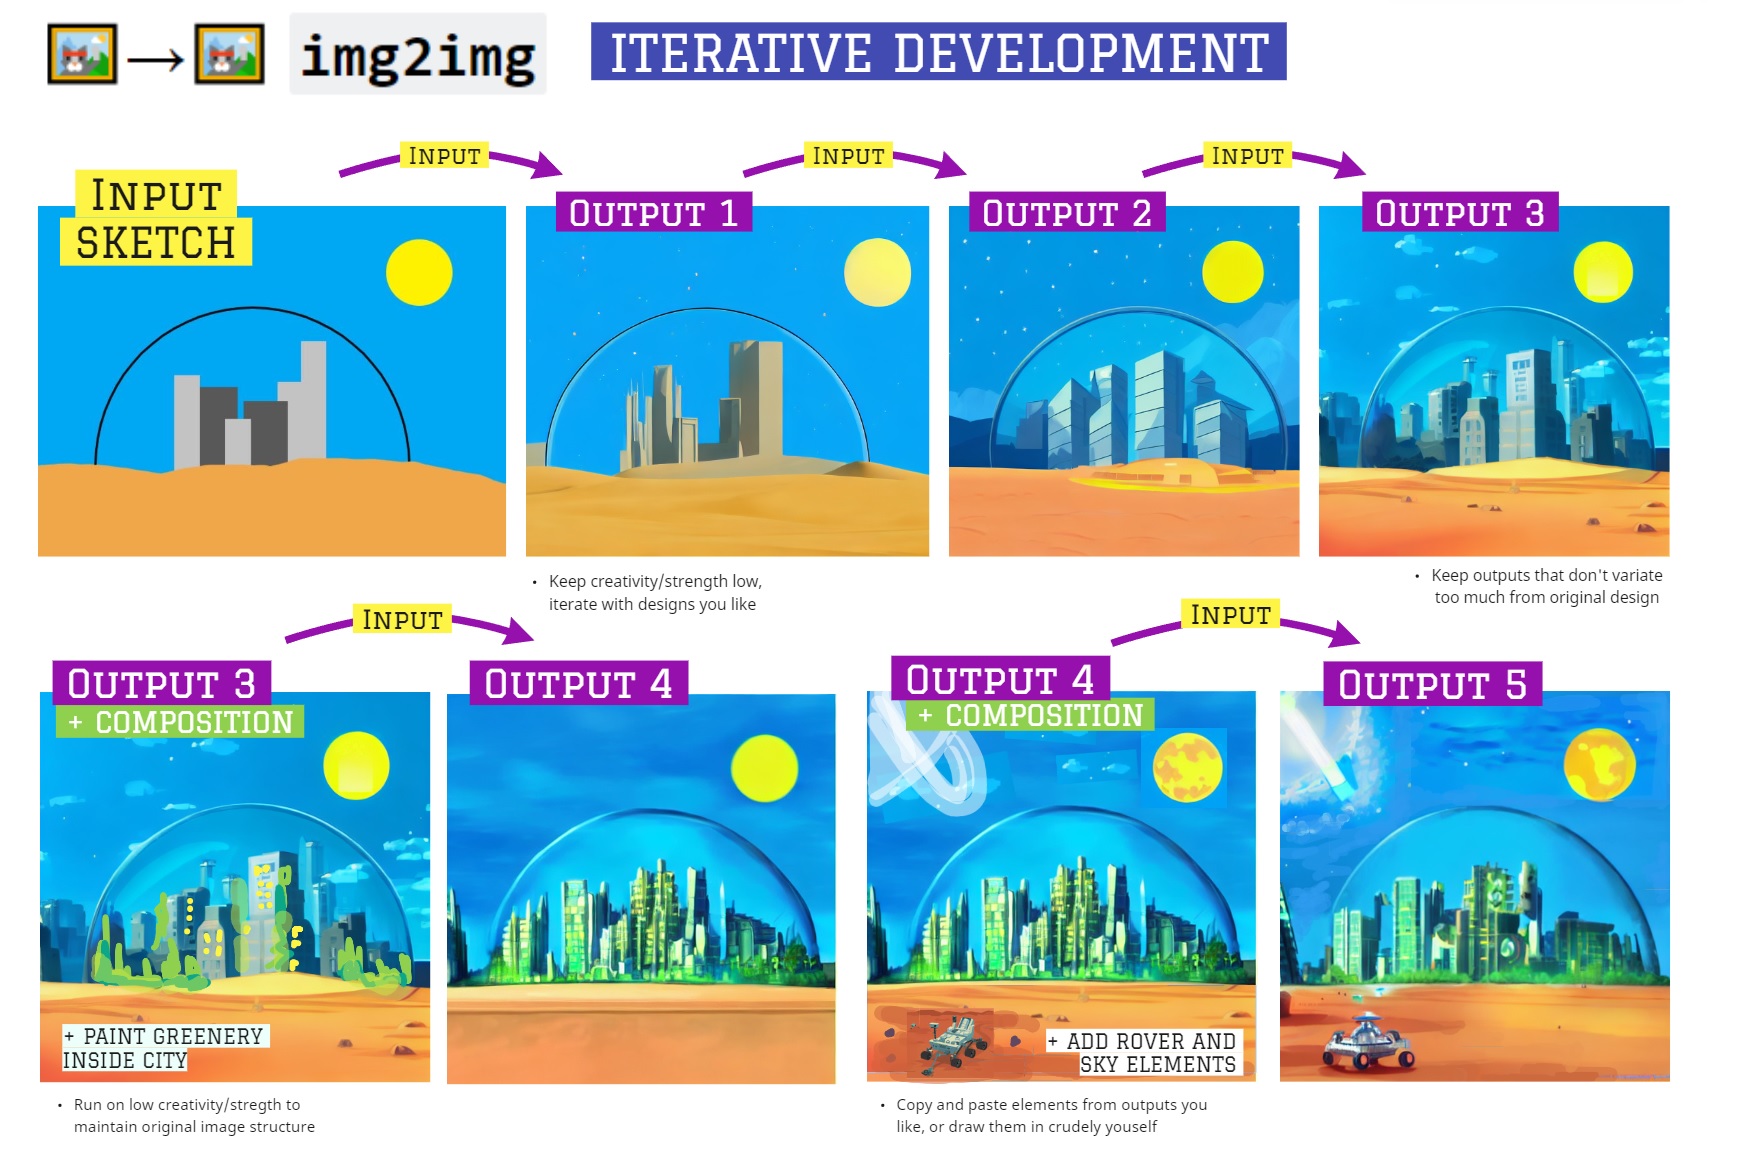 img2img
ITERATIVE DEVELOPMENT
INPUT
INPUT
INPUT
INPUT
SKETCH
OUTPUT 1
OUTPUT 2
OUTPUT 3
• Keep creativity/strength low,
iterate with designs you like
• Keep outputs that don't variate
too much from original design
INPUT
INPUT
OUTPUT 3
+ COMPOSITION
OUTPUT 4
OUTPUT 4
+ COMPOSITION
OUTPUT 5
+ PAINT GREENERY
INSIDE CITY
+ ADD ROVER AND
SKY ELEMENTS
• Run on low creativity/stregth to
maintain original image structure
• Copy and paste elements from outputs you
like, or draw them in crudely youself